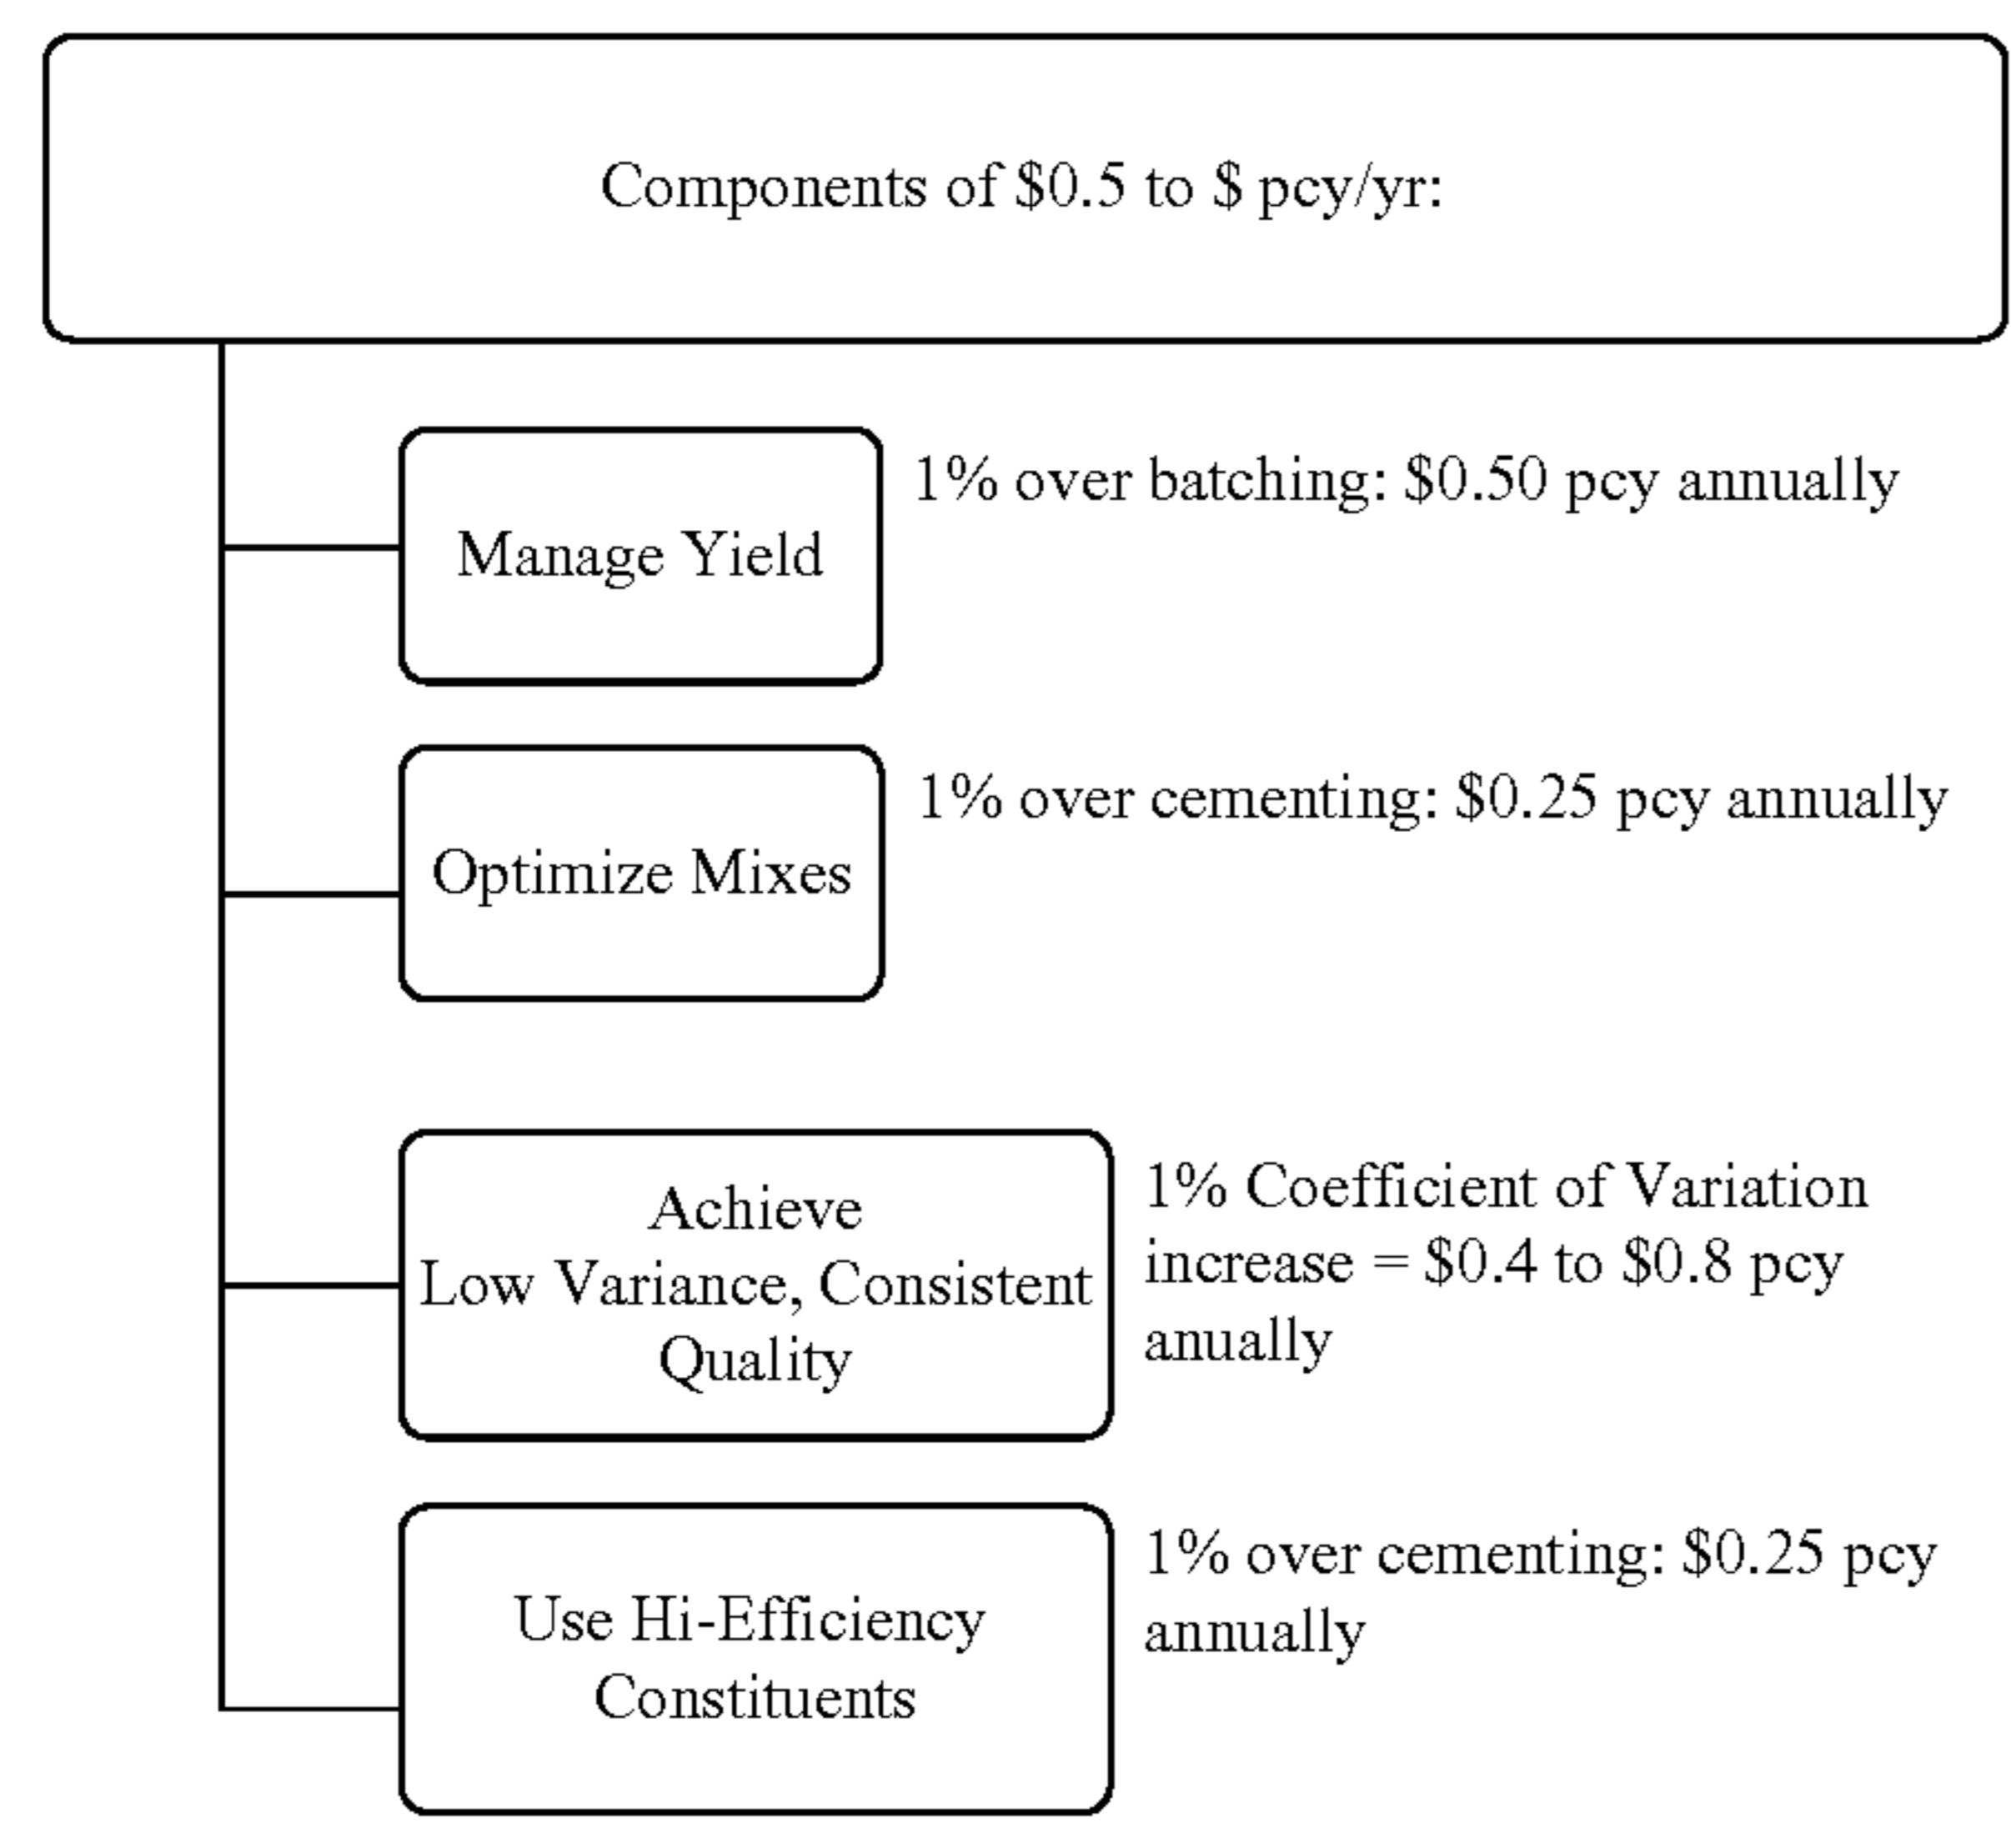 Components of $0.5 to $ pcy/yr:
Manage Yield
1% over batching: $0.50 pcy annually
Optimize Mixes
1% over cementing: $0.25 pcy annually
Achieve
Low Variance, Consistent
Quality
1% Coefficient of Variation
increase = $0.4 to $0.8 pcy
anually
Use Hi-Efficiency
Constituents
1% over cementing: $0.25 pcy
annually